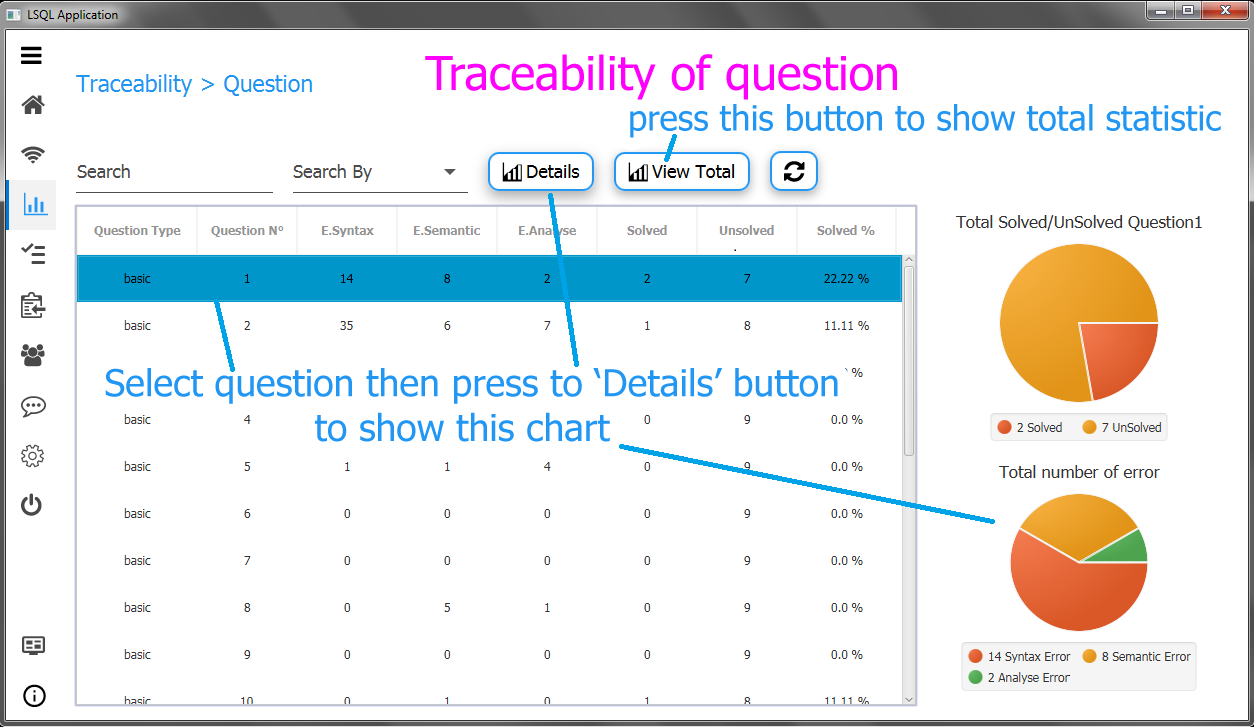 LSQL Application
Traceability > Question
Traceability of question
press this button to show total statistic
Search
Search By
Details
View Total
Question Type Question N° E.Syntax E.Semantic E.Analyse Solved Unsolved Solved %
basic 1 14 8 2 2 7 22.22 %
basic 2 35 6 7 1 8 11.11 %
%
Select question then press to ‘Details’ button
to show this chart
basic 4 0 9 0.0 %
basic 5 1 1 4 0 9 0.0 %
basic 6 0 0 0 0 9 0.0 %
basic 7 0 0 0 0 9 0.0 %
basic 8 0 5 1 0 9 0.0 %
basic 9 0 0 0 0 9 0.0 %
basic 10 0 1 0 1 8 11.11 %
Total Solved/UnSolved Question1
2 Solved 7 UnSolved
Total number of error
14 Syntax Error 8 Semantic Error
2 Analyse Error